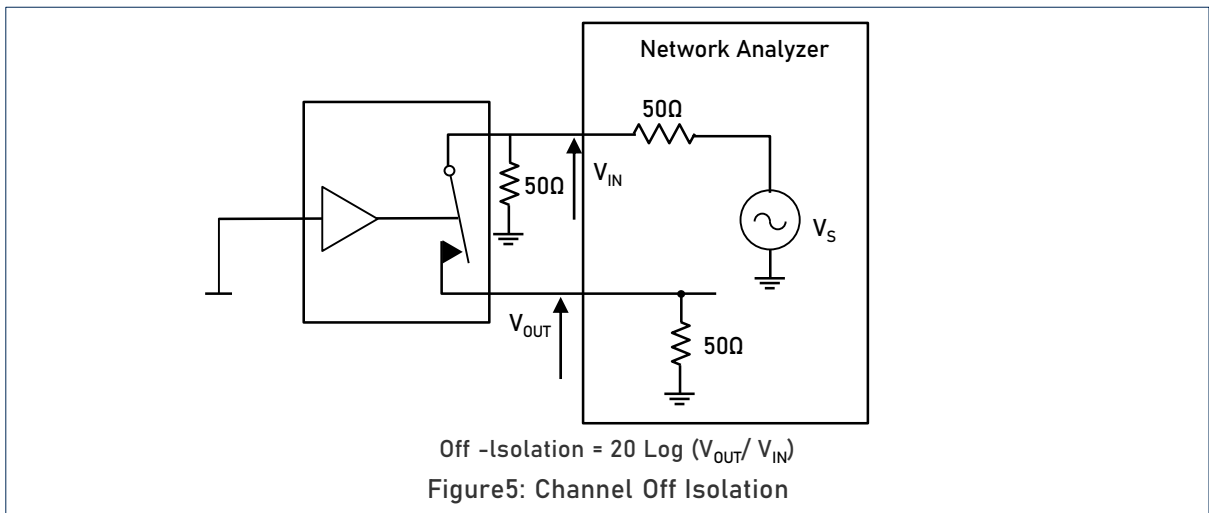 Network Analyzer
50Ω
50Ω
V_IN
V_S
V_OUT
50Ω
Off -Isolation = 20 Log (V_OUT/ V_IN)
Figure5: Channel Off Isolation